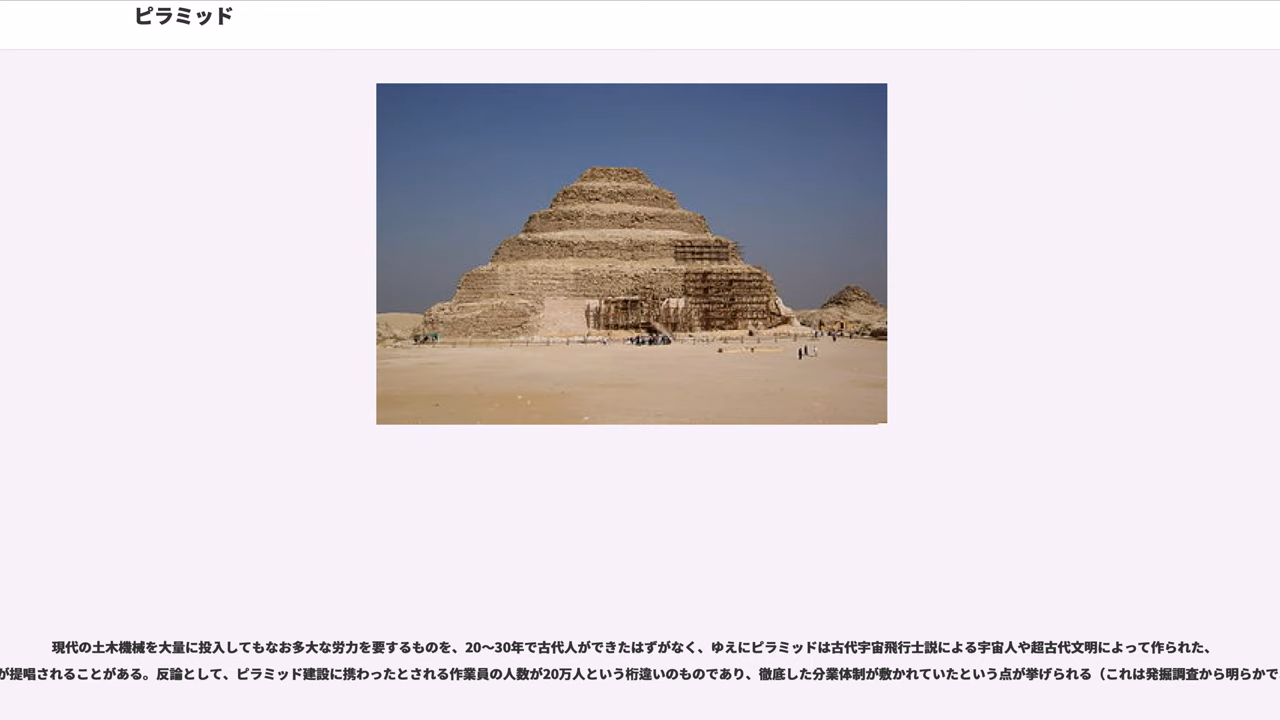 ピラミッド
現代の土木機械を大量に投入してもなお多大な労力を要するものを、20〜30年で古代人ができたはずがなく、ゆえにピラミッドは古代宇宙飛行士説による宇宙人や超古代文明によって作られた、
が提唱されることがある。反論として、ピラミッド建設に携わったとされる作業員の人数が20万人という桁違いのものであり、徹底した分業体制が敷かれていたという点が挙げられる（これは発掘調査から明らかで